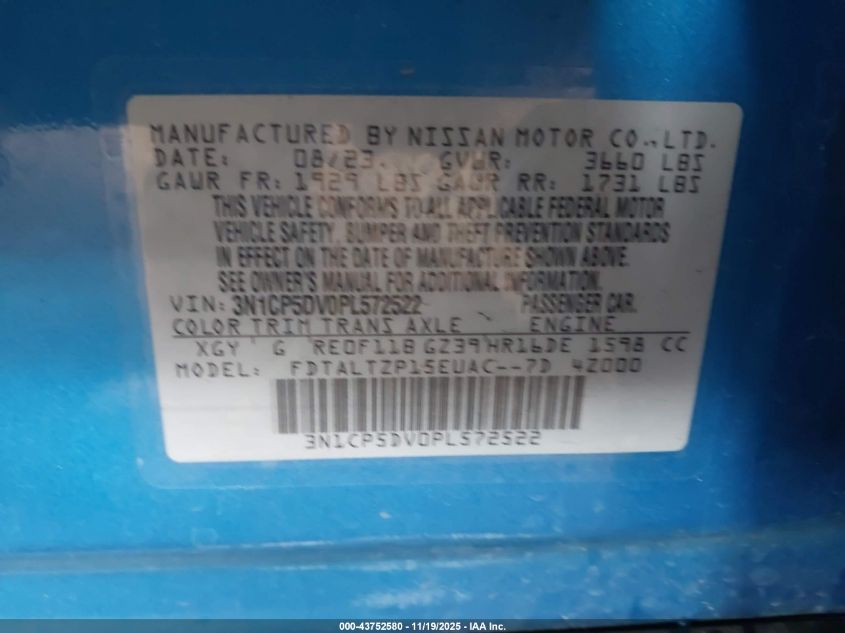 MANUFACTURED BY NISSAN MOTOR CO.,LTD.
DATE: 08/23 GVWR: 3660 LBS
GAWR FR: 1929 LBS GAWR RR: 1731 LBS
THIS VEHICLE CONFORMS TO ALL APPLICABLE FEDERAL MOTOR
VEHICLE SAFETY, BUMPER AND THEFT PREVENTION STANDARDS
IN EFFECT ON THE DATE OF MANUFACTURE SHOWN ABOVE.
SEE OWNER'S MANUAL FOR ADDITIONAL INFORMATION.
VIN: 3N1CP5DV0PL572522 PASSENGER CAR.
COLOR TRIM TRANS AXLE ENGINE
XGY G RE0F11B GZ39 HR16DE 1598 CC
MODEL: FDTALTZP15EUAC--7D 42000
3N1CP5DV0PL572522
000-43752580 - 11/19/2025 - IAA Inc.